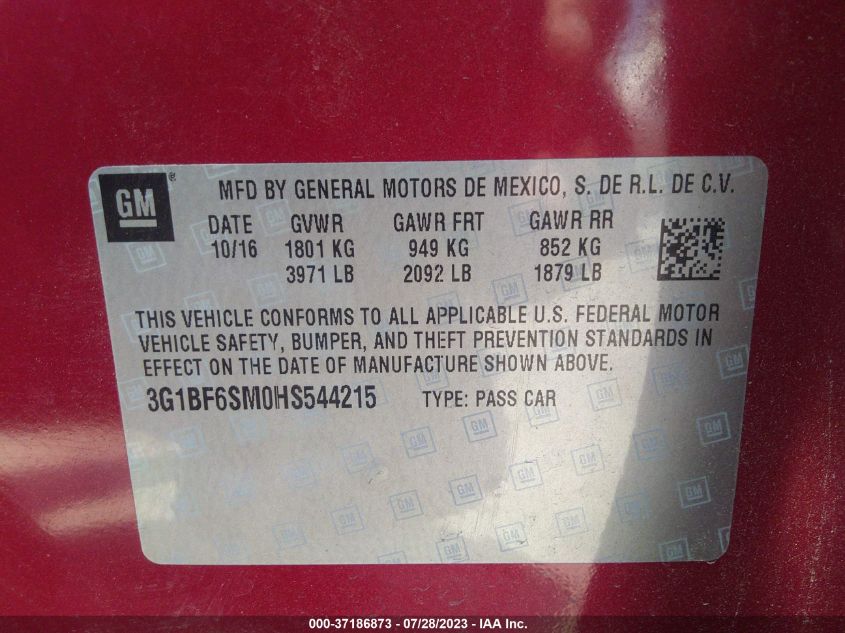 GM ® MFD BY GENERAL MOTORS DE MEXICO, S. DE R.L. DE C.V.
DATE GVWR GAWR FRT GAWR RR
10/16 1801 KG 949 KG 852 KG
3971 LB 2092 LB 1879 LB
THIS VEHICLE CONFORMS TO ALL APPLICABLE U.S. FEDERAL MOTOR
VEHICLE SAFETY, BUMPER, AND THEFT PREVENTION STANDARDS IN
EFFECT ON THE DATE OF MANUFACTURE SHOWN ABOVE.
3G1BF6SM0HS544215 TYPE: PASS CAR
000-37186873 - 07/28/2023 - IAA Inc.